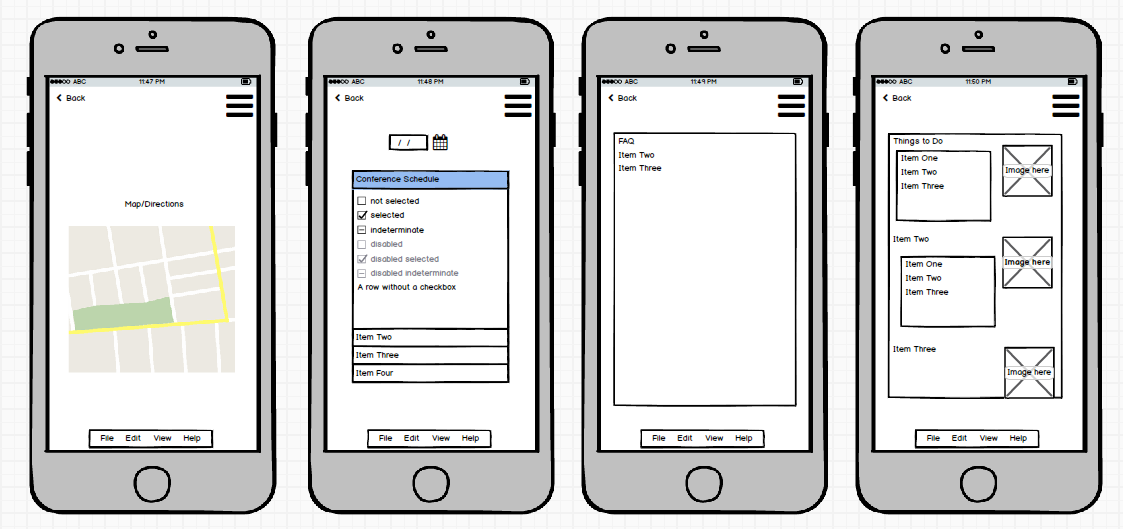 ABC 11:47 PM
Back
Map/Directions
File Edit View Help
ABC 11:48 PM
Back
/ /
Conference Schedule
not selected
selected
indeterminate
disabled
disabled selected
disabled indeterminate
A row without a checkbox
Item Two
Item Three
Item Four
File Edit View Help
ABC 11:49 PM
Back
FAQ
Item Two
Item Three
File Edit View Help
ABC 11:50 PM
Back
Things to Do
Item One
Item Two
Item Three
Image here
Item Two
Item One
Item Two
Item Three
Image here
Item Three
Image here
File Edit View Help